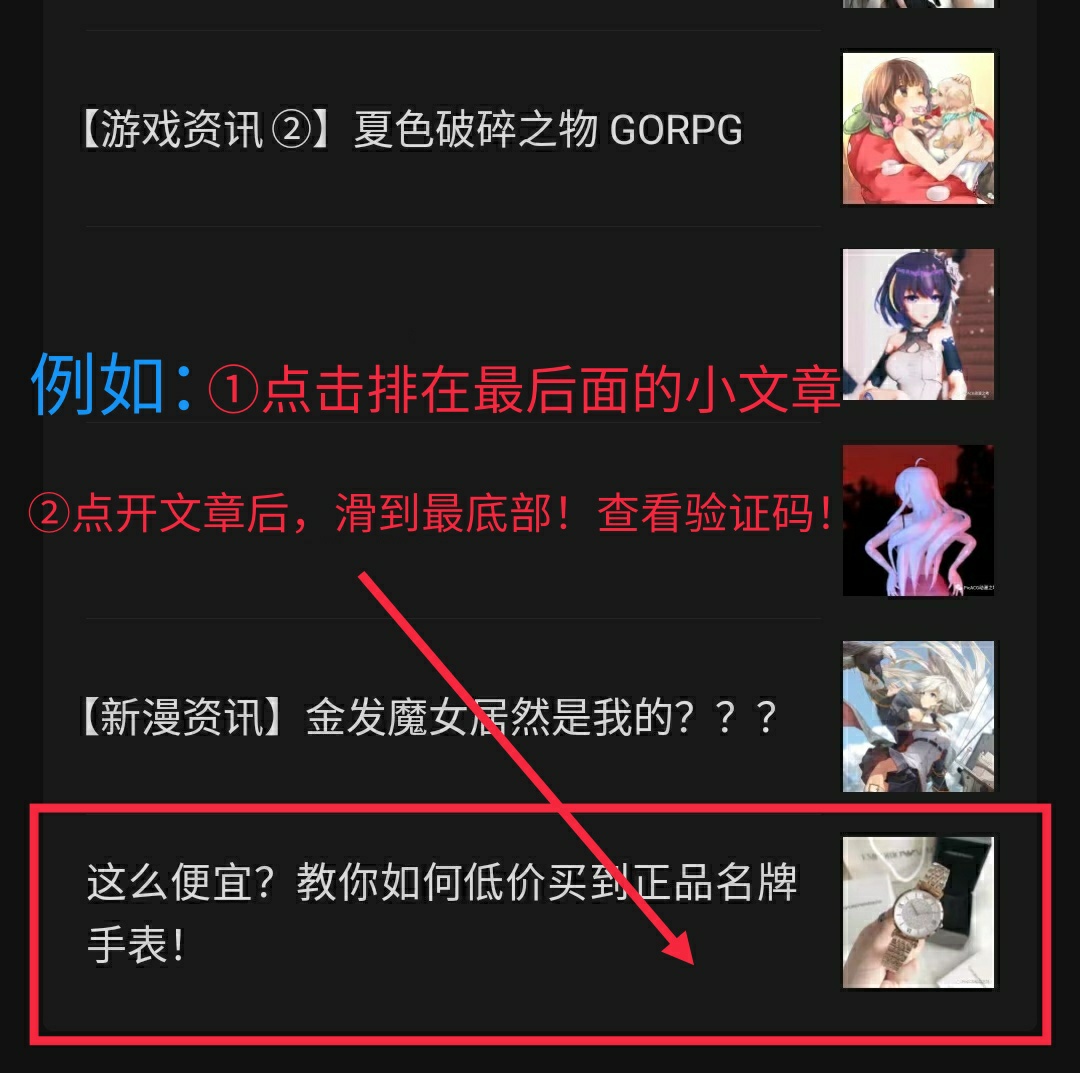 【游戏资讯②】夏色破碎之物 GORPG
例如：①点击排在最后面的小文章
②点开文章后，滑到最底部！查看验证码！
【新漫资讯】金发魔女居然是我的？？？
这么便宜？教你如何低价买到正品名牌
手表！